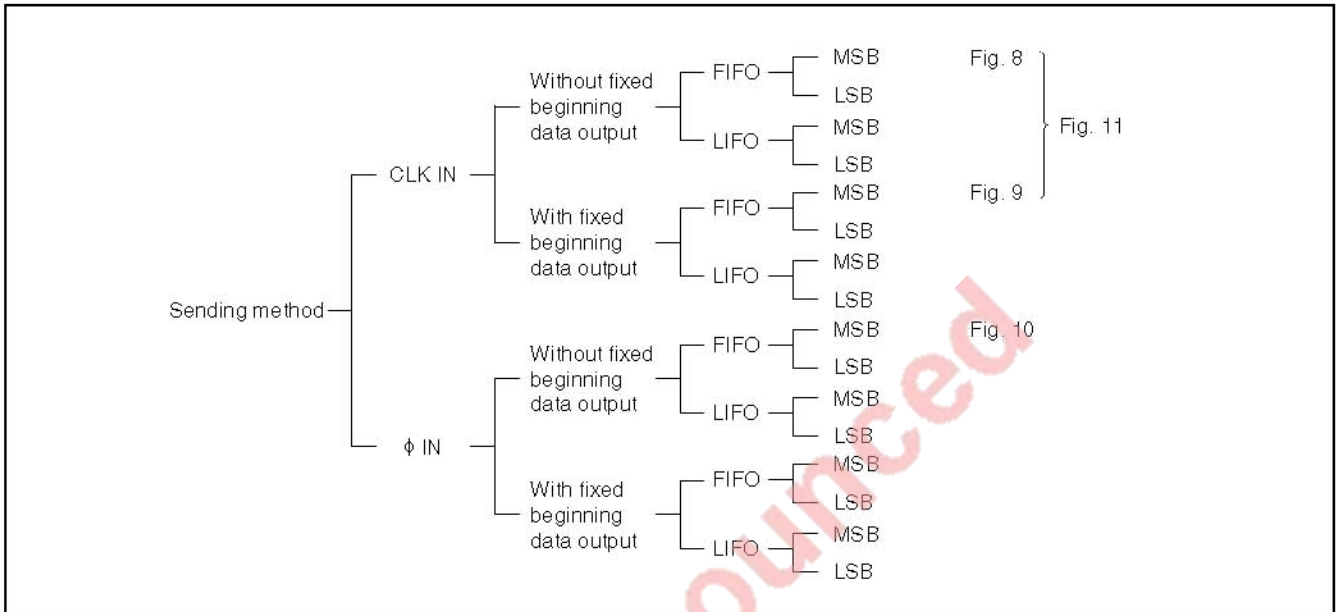 MSB Fig. 8
FIFO
Without fixed
beginning
data output
LSB
Fig. 11
MSB
LIFO
LSB
CLK IN
MSB Fig. 9
FIFO
With fixed
beginning
data output
LSB
MSB
LIFO
LSB
Sending method
MSB Fig. 10
FIFO
Without fixed
beginning
data output
LSB
MSB
LIFO
LSB
ϕ IN
MSB
FIFO
With fixed
beginning
data output
LSB
MSB
LIFO
LSB
ounced